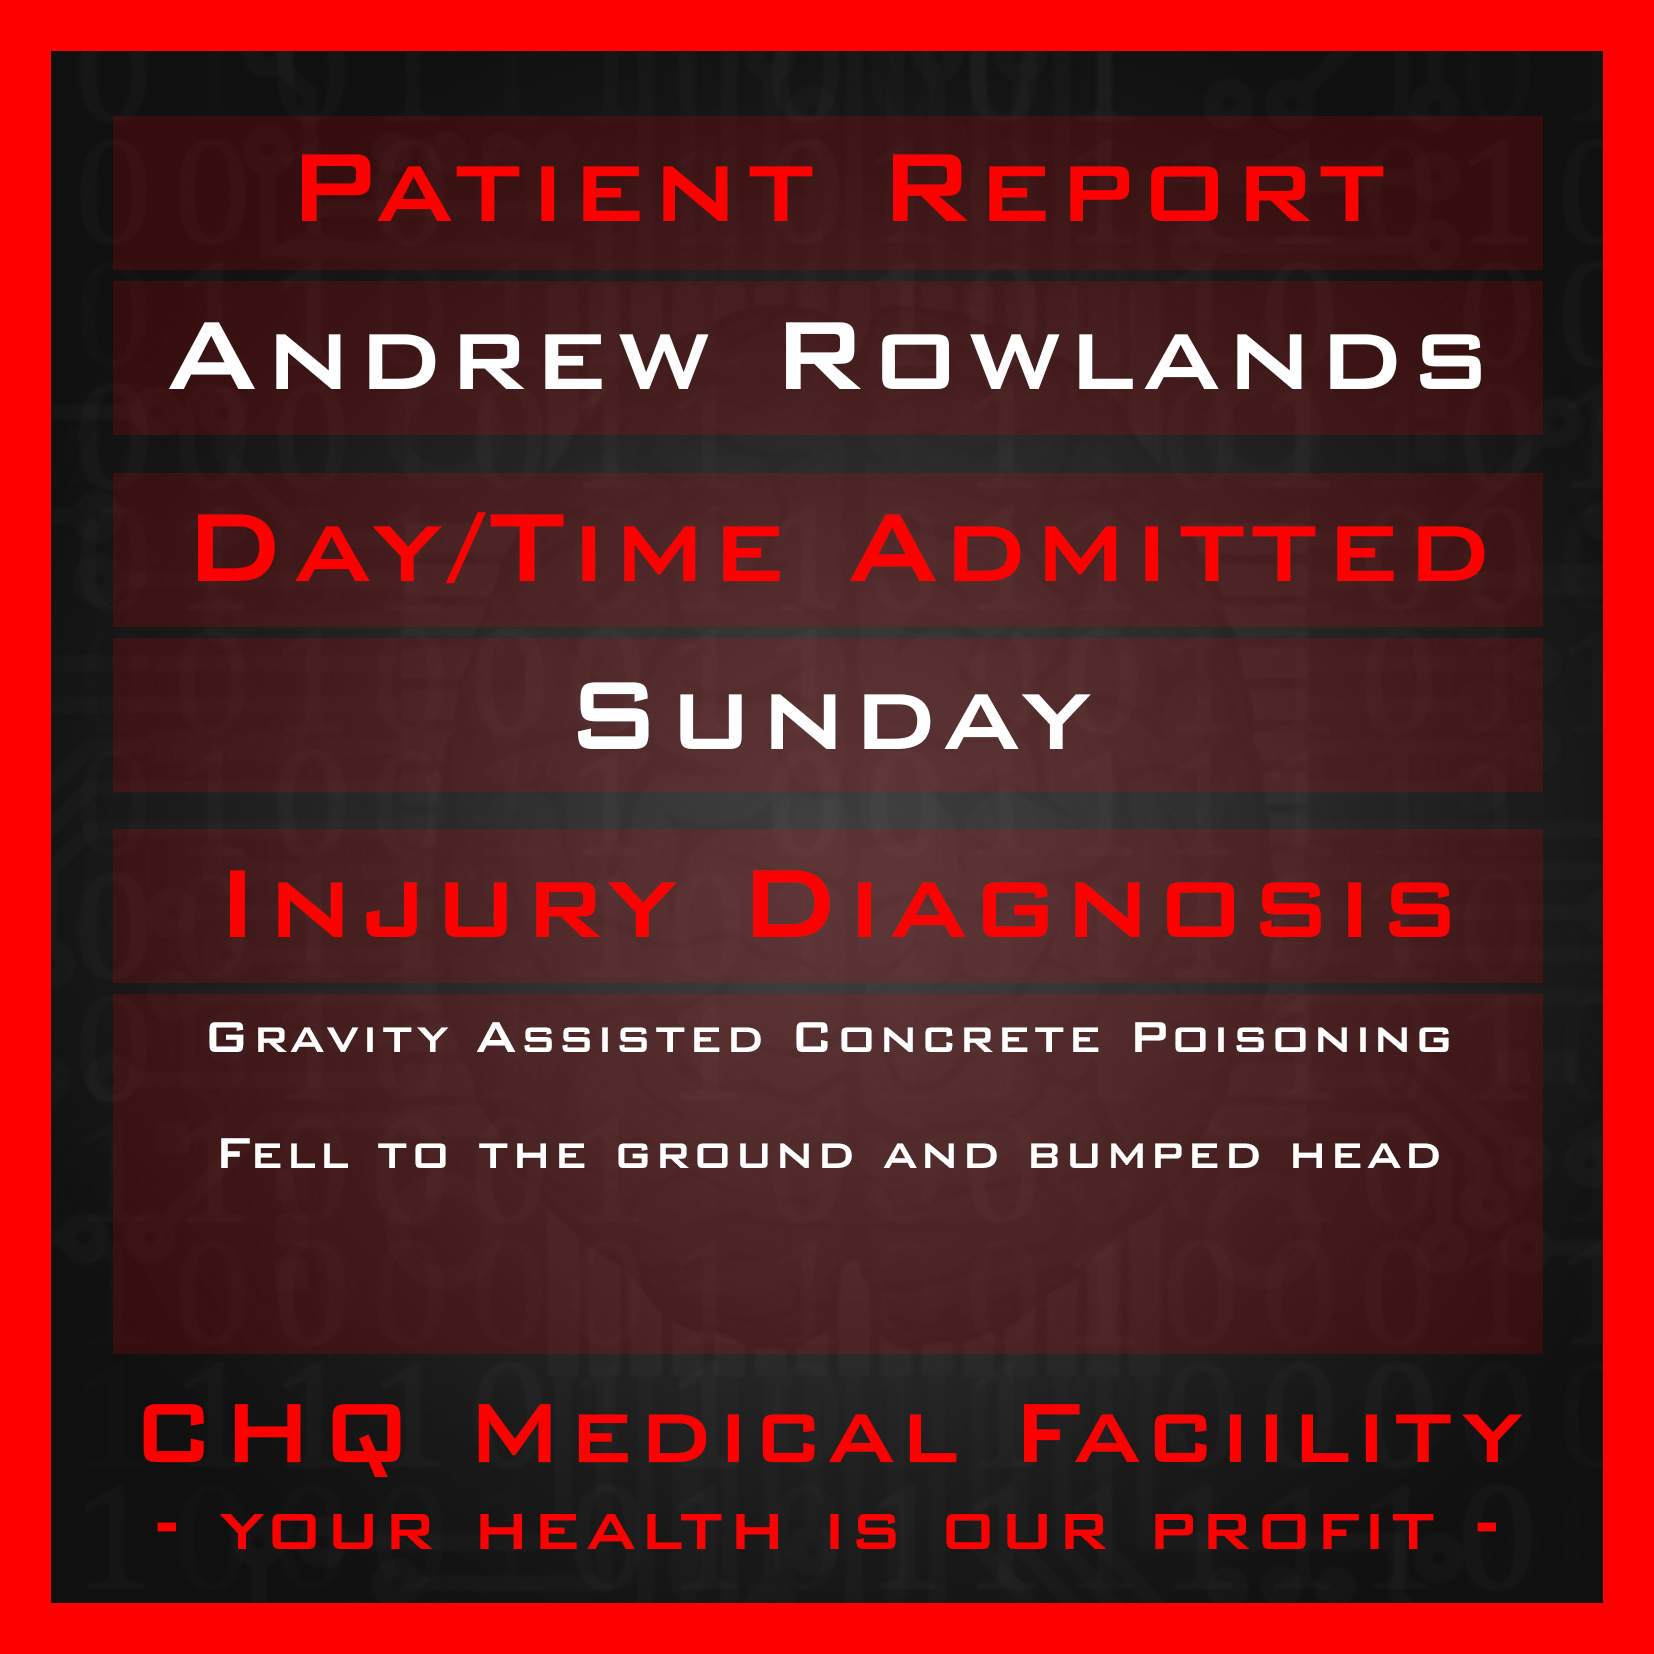 Patient Report
Andrew Rowlands
Day/Time Admitted
Sunday
Injury Diagnosis
Gravity Assisted Concrete Poisoning
Fell to the ground and bumped head
CHQ Medical Faciility
- your health is our profit -